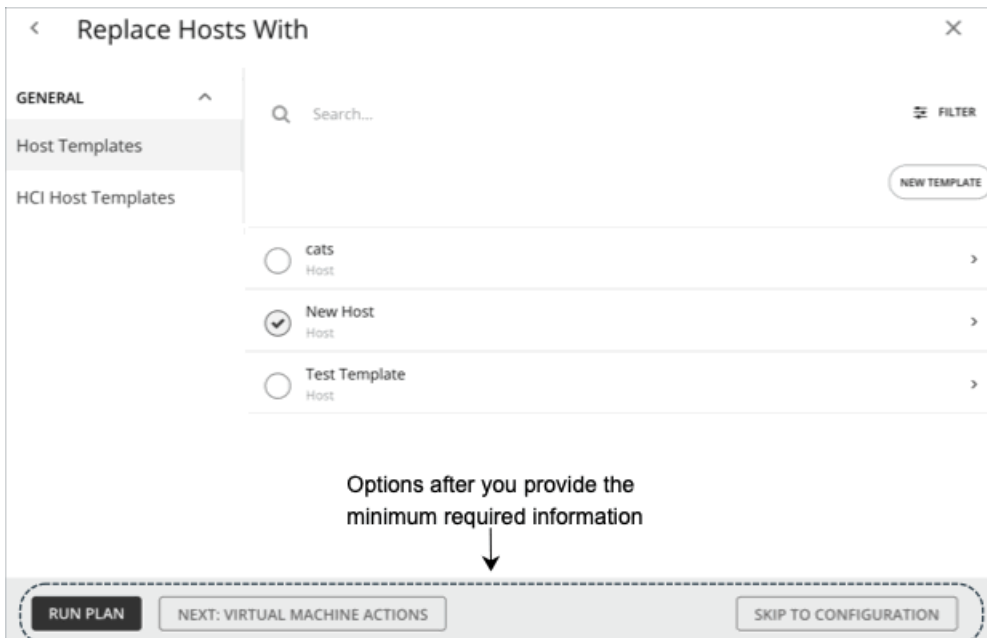 Replace Hosts With
GENERAL
Host Templates
HCI Host Templates
Search...
FILTER
NEW TEMPLATE
cats
Host
New Host
Host
Test Template
Host
Options after you provide the
minimum required information
RUN PLAN
NEXT: VIRTUAL MACHINE ACTIONS
SKIP TO CONFIGURATION